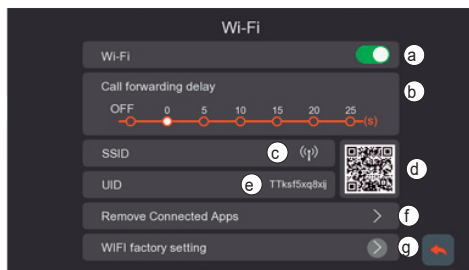 Wi-Fi
Wi-Fi a
Call forwarding delay b
OFF 0 5 10 15 20 25 (s)
SSID c
d
UID e TTksf5xq8xij
Remove Connected Apps f
WIFI factory setting g